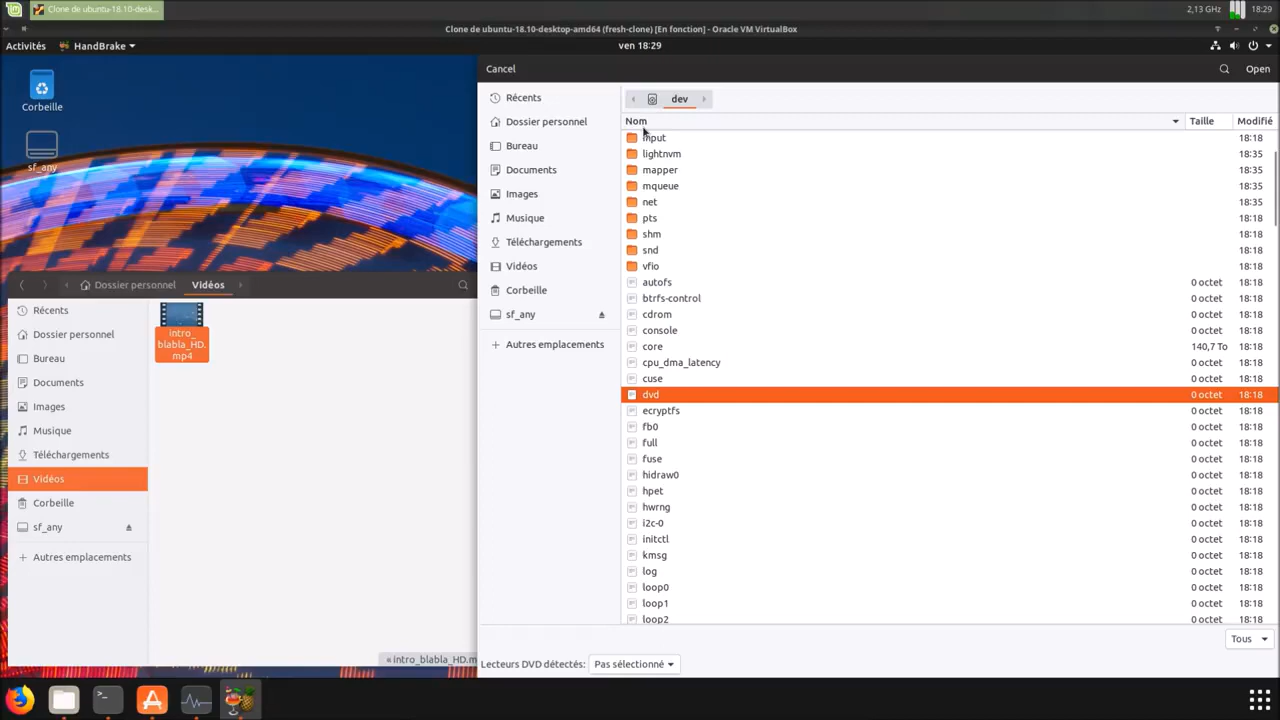 Clone de ubuntu-18.10-desk...
2,13 GHz
18:29
Clone de ubuntu-18.10-desktop-amd64 (fresh-clone) [En fonction] - Oracle VM VirtualBox
Activités
HandBrake
ven 18:29
Corbeille
sf_any
Dossier personnel
Vidéos
Récents
Dossier personnel
Bureau
Documents
Images
Musique
Téléchargements
Vidéos
Corbeille
sf_any
Autres emplacements
intro_
blabla_HD.
mp4
« intro_blabla_HD.m
Cancel
Open
Récents
Dossier personnel
Bureau
Documents
Images
Musique
Téléchargements
Vidéos
Corbeille
sf_any
Autres emplacements
dev
Nom Taille Modifié
input 18:18
lightnvm 18:35
mapper 18:35
mqueue 18:35
net 18:35
pts 18:18
shm 18:18
snd 18:18
vfio 18:18
autofs 0 octet 18:18
btrfs-control 0 octet 18:18
cdrom 0 octet 18:18
console 0 octet 18:18
core 140,7 To 18:18
cpu_dma_latency 0 octet 18:18
cuse 0 octet 18:18
dvd 0 octet 18:18
ecryptfs 0 octet 18:18
fb0 0 octet 18:18
full 0 octet 18:18
fuse 0 octet 18:18
hidraw0 0 octet 18:18
hpet 0 octet 18:18
hwrng 0 octet 18:18
i2c-0 0 octet 18:18
initctl 0 octet 18:18
kmsg 0 octet 18:18
log 0 octet 18:18
loop0 0 octet 18:18
loop1 0 octet 18:18
loop2 0 octet 18:18
Tous
Lecteurs DVD détectés: Pas sélectionné